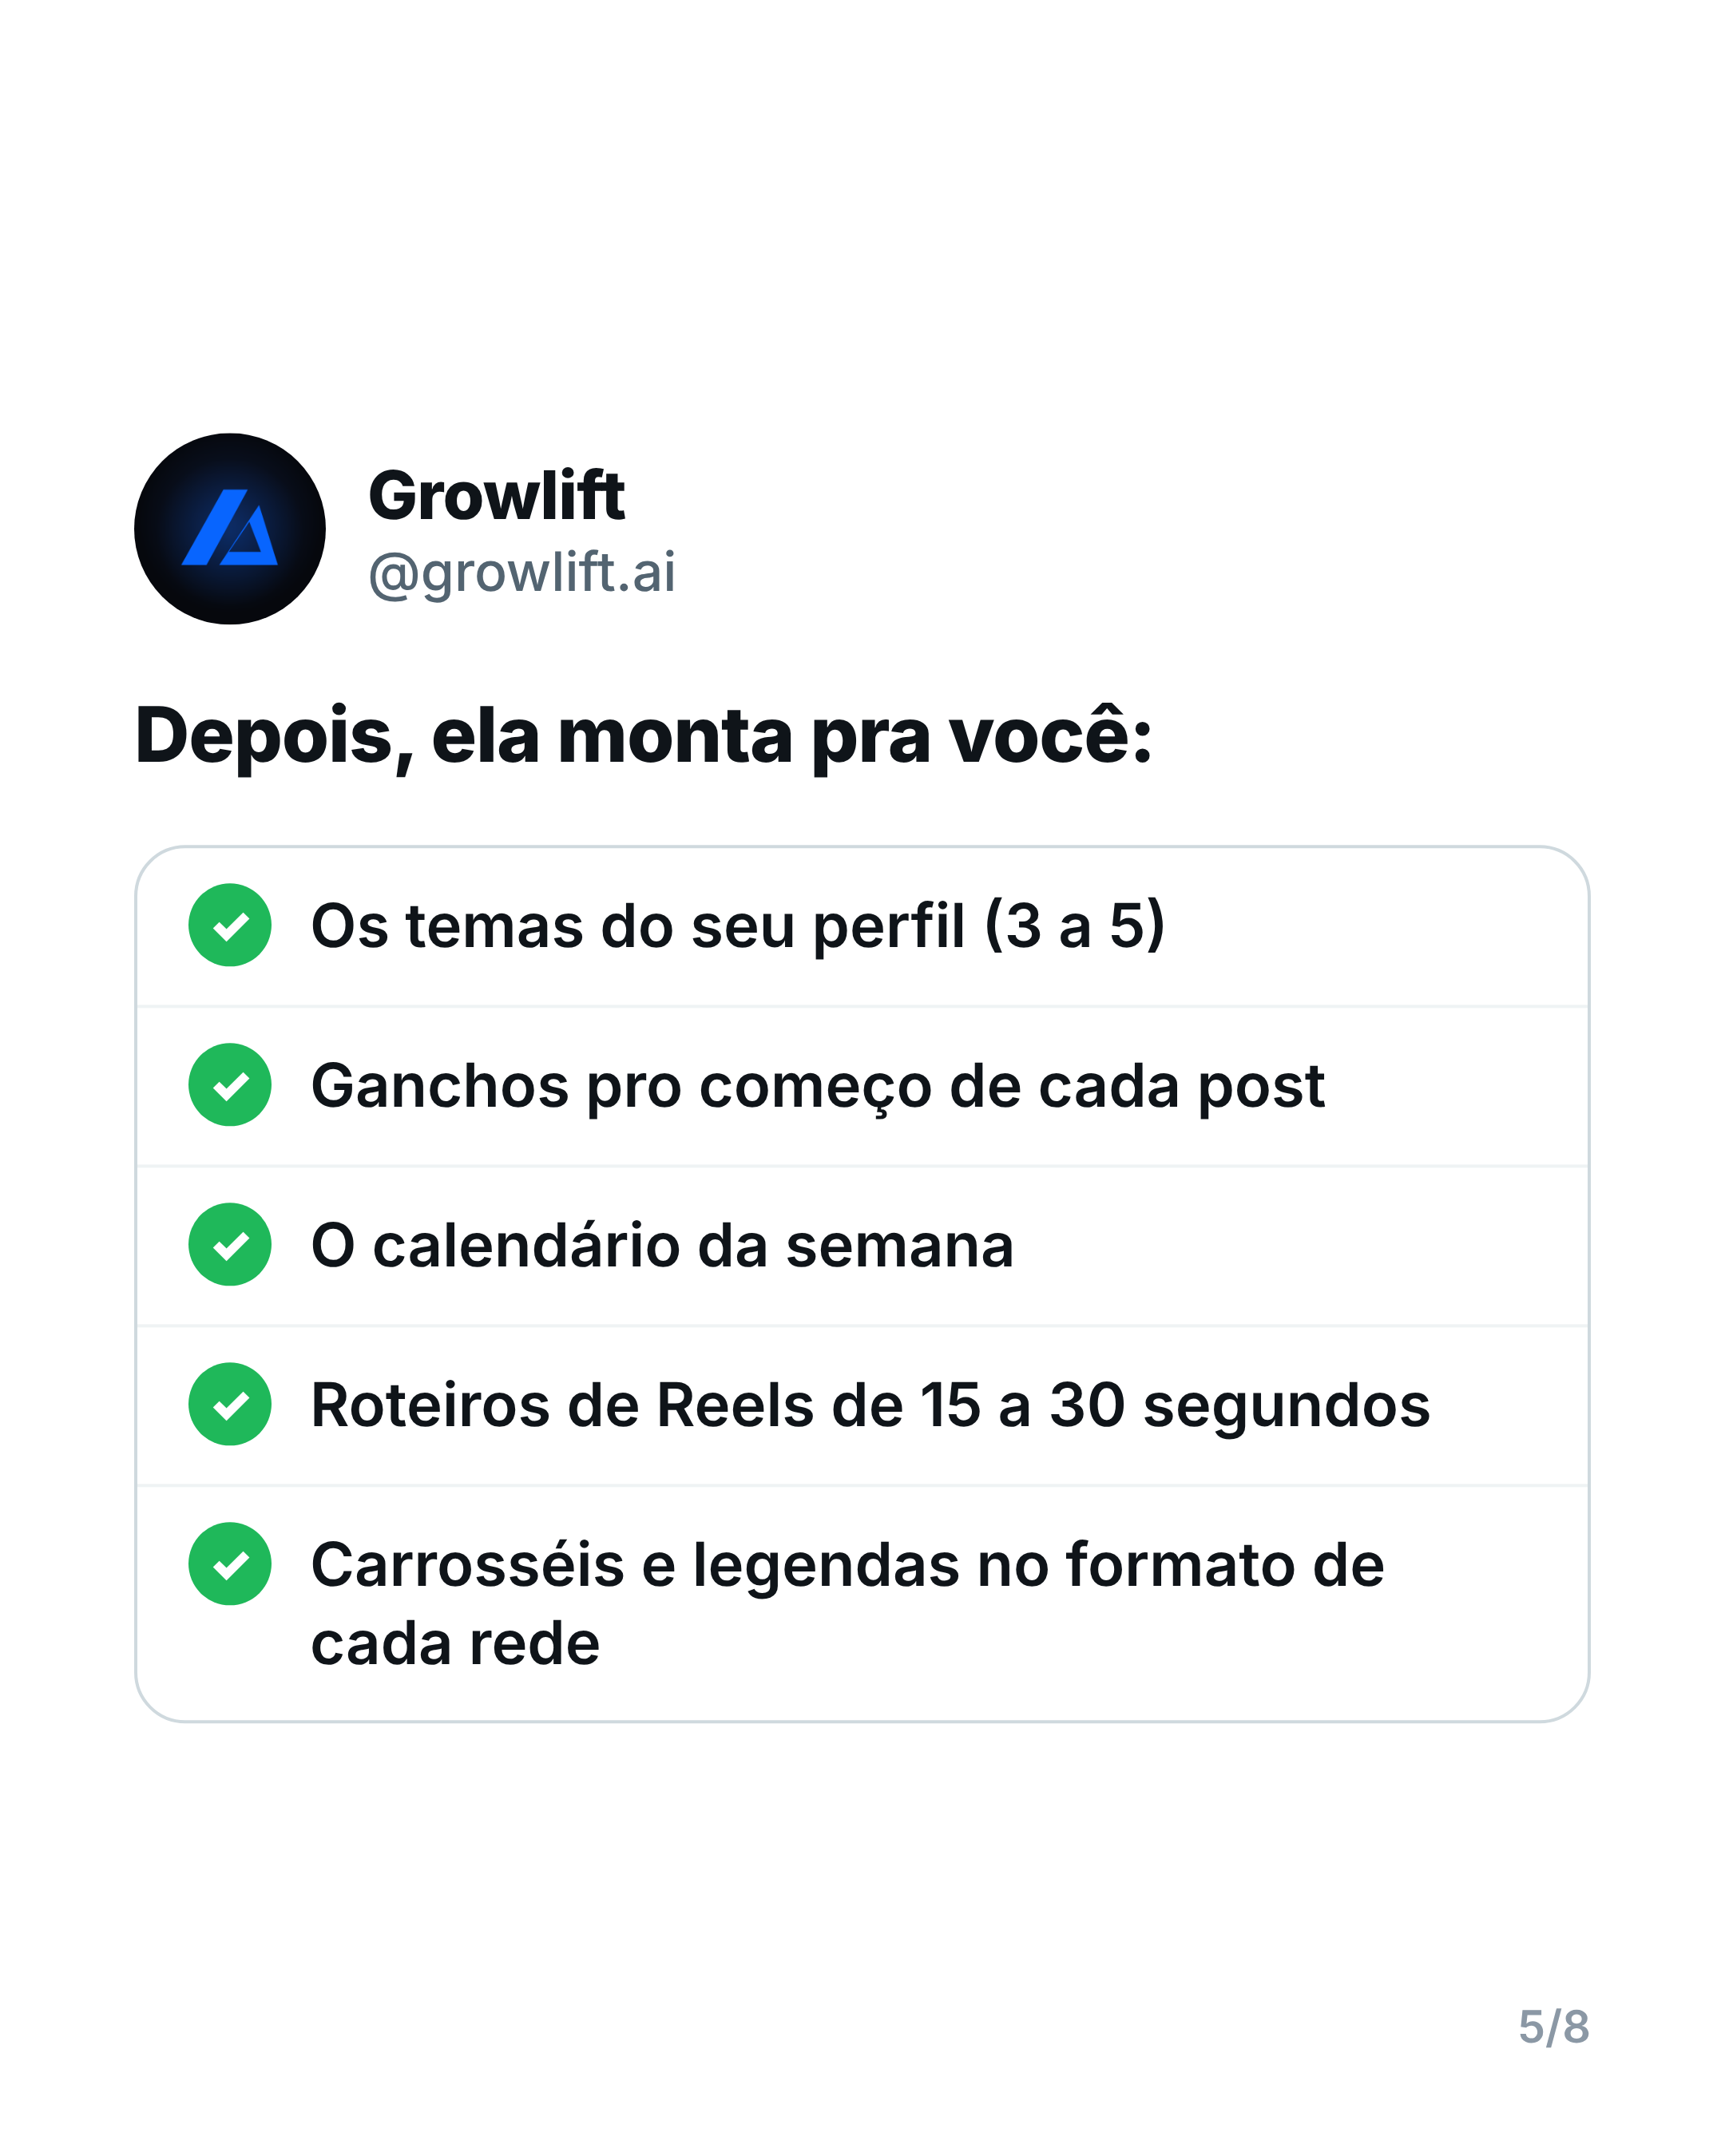 Growlift
@growlift.ai
Depois, ela monta pra você:
Os temas do seu perfil (3 a 5)
Ganchos pro começo de cada post
O calendário da semana
Roteiros de Reels de 15 a 30 segundos
Carrosséis e legendas no formato de
cada rede
5/8